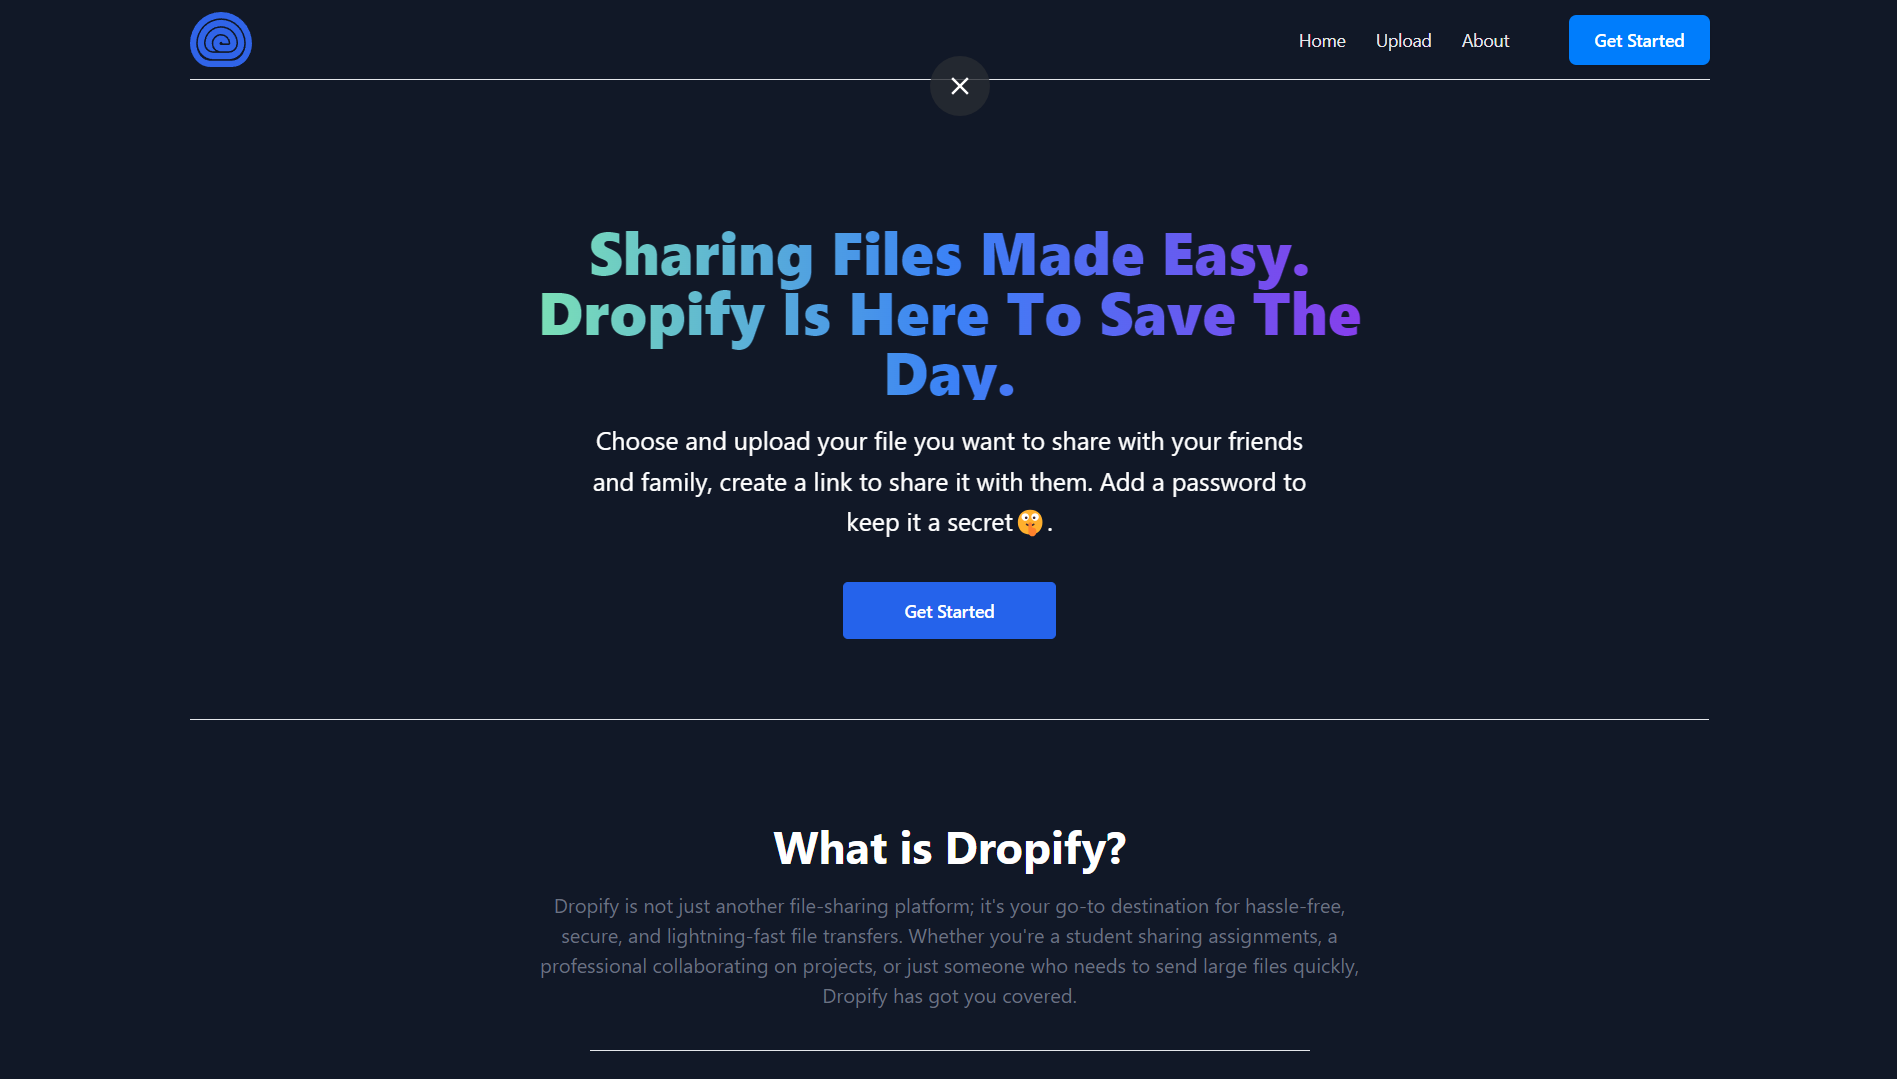 Home Upload About Get Started
Sharing Files Made Easy.
Dropify Is Here To Save The
Day.
Choose and upload your file you want to share with your friends
and family, create a link to share it with them. Add a password to
keep it a secret🤫.
Get Started
What is Dropify?
Dropify is not just another file-sharing platform; it's your go-to destination for hassle-free,
secure, and lightning-fast file transfers. Whether you're a student sharing assignments, a
professional collaborating on projects, or just someone who needs to send large files quickly,
Dropify has got you covered.